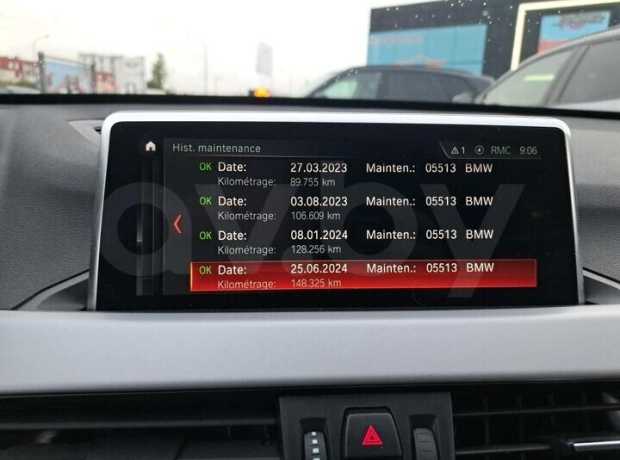 Hist. maintenance
1 RMC 9:06
OK Date: 27.03.2023 Mainten.: 05513 BMW
Kilométrage: 89.755 km
OK Date: 03.08.2023 Mainten.: 05513 BMW
Kilométrage: 106.609 km
OK Date: 08.01.2024 Mainten.: 05513 BMW
Kilométrage: 128.256 km
OK Date: 25.06.2024 Mainten.: 05513 BMW
Kilométrage: 148.325 km
av.by